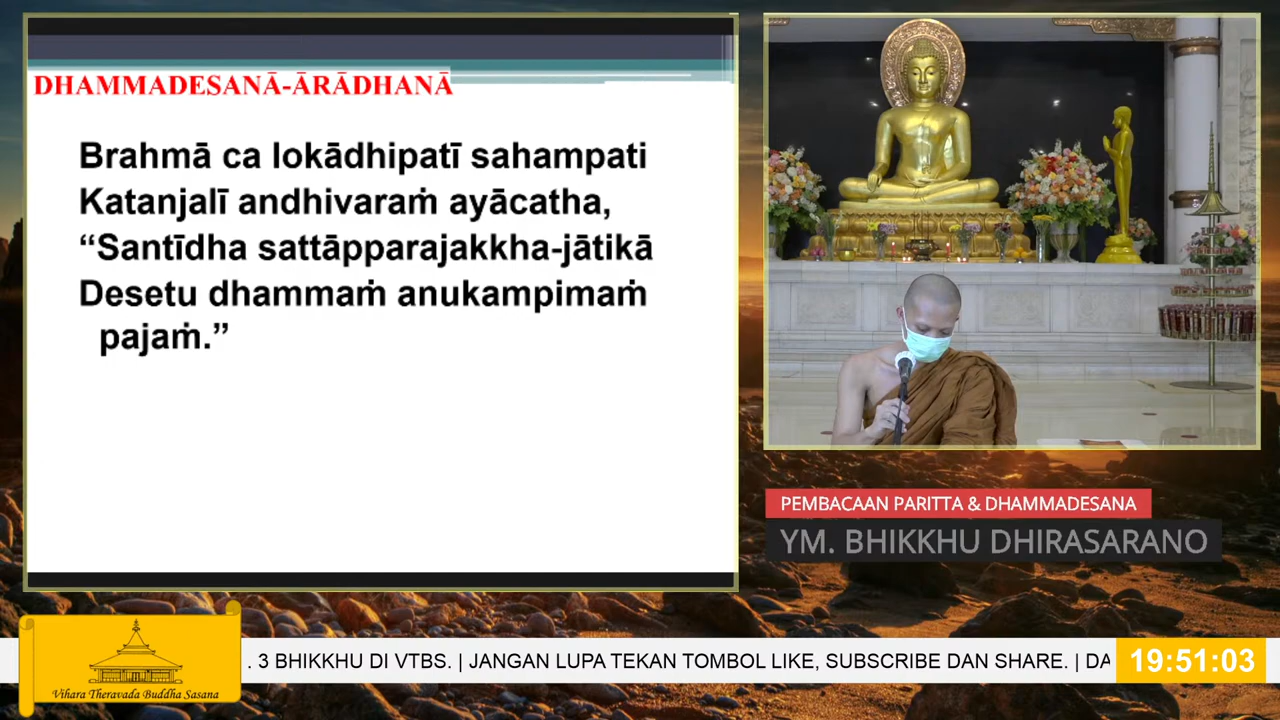 DHAMMADESANĀ-ĀRĀDHANĀ
Brahmā ca lokādhipatī sahampati
Katanjalī andhivaraṁ ayācatha,
“Santīdha sattāpparajakkha-jātikā
Desetu dhammaṁ anukampimaṁ
pajaṁ.”
PEMBACAAN PARITTA & DHAMMADESANA
YM. BHIKKHU DHIRASARANO
Vihara Theravada Buddha Sasana
. 3 BHIKKHU DI VTBS. | JANGAN LUPA TEKAN TOMBOL LIKE, SUBSCRIBE DAN SHARE. | DA
19:51:03